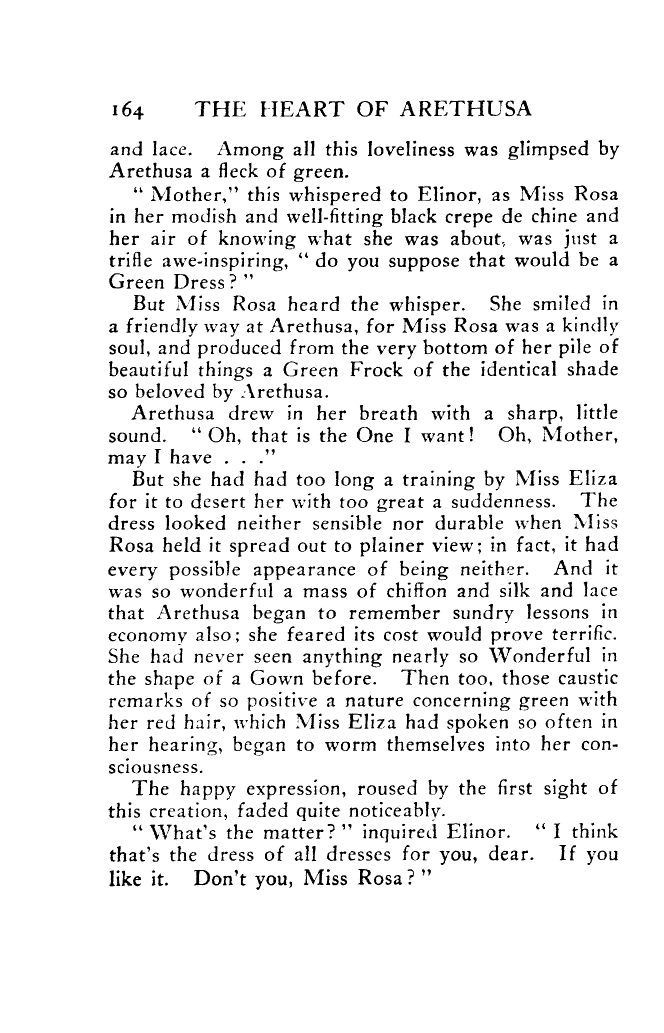 164 THE HEART OF ARETHUSA
and lace. Among all this loveliness was glimpsed by
Arethusa a fleck of green.
“ Mother,” this whispered to Elinor, as Miss Rosa
in her modish and well-fitting black crepe de chine and
her air of knowing what she was about, was just a
trifle awe-inspiring, “ do you suppose that would be a
Green Dress? ”
But Miss Rosa heard the whisper. She smiled in
a friendly way at Arethusa, for Miss Rosa was a kindly
soul, and produced from the very bottom of her pile of
beautiful things a Green Frock of the identical shade
so beloved by Arethusa.
Arethusa drew in her breath with a sharp, little
sound. “ Oh, that is the One I want! Oh, Mother,
may I have . . .”
But she had had too long a training by Miss Eliza
for it to desert her with too great a suddenness. The
dress looked neither sensible nor durable when Miss
Rosa held it spread out to plainer view; in fact, it had
every possible appearance of being neither. And it
was so wonderful a mass of chiffon and silk and lace
that Arethusa began to remember sundry lessons in
economy also; she feared its cost would prove terrific.
She had never seen anything nearly so Wonderful in
the shape of a Gown before. Then too, those caustic
remarks of so positive a nature concerning green with
her red hair, which Miss Eliza had spoken so often in
her hearing, began to worm themselves into her con-
sciousness.
The happy expression, roused by the first sight of
this creation, faded quite noticeably.
“ What's the matter? ” inquired Elinor. “ I think
that's the dress of all dresses for you, dear. If you
like it. Don't you, Miss Rosa? ”